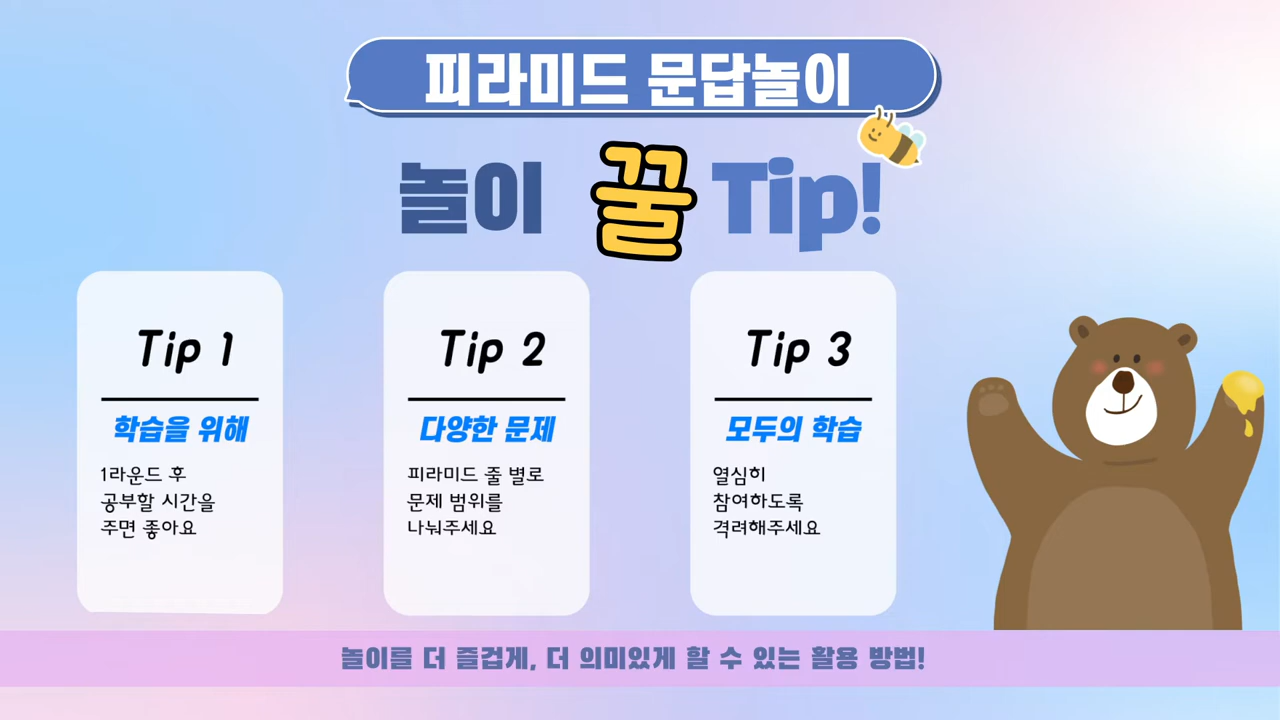 피라미드 문답놀이
놀이 꿀 Tip!
Tip 1
학습을 위해
1라운드 후
공부할 시간을
주면 좋아요
Tip 2
다양한 문제
피라미드 줄 별로
문제 범위를
나눠주세요
Tip 3
모두의 학습
열심히
참여하도록
격려해주세요
놀이를 더 즐겁게, 더 의미있게 할 수 있는 활용 방법!